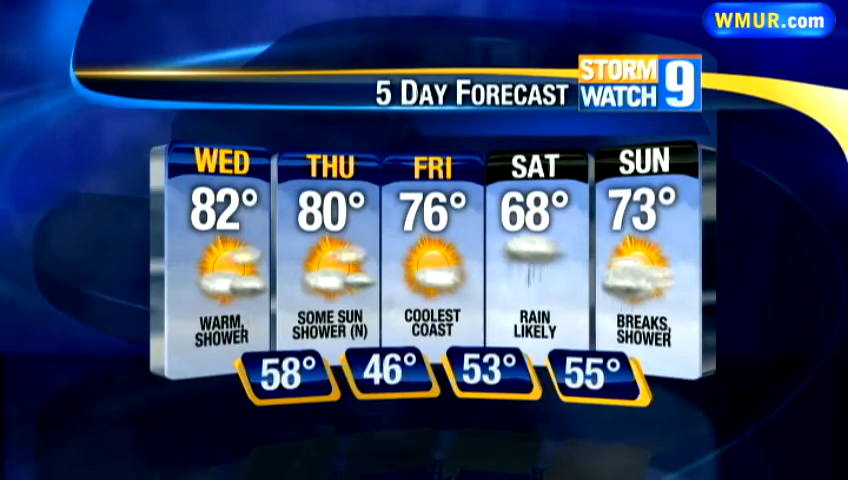 WMUR.com
5 DAY FORECAST
STORM
WATCH 9
WED THU FRI SAT SUN
82° 80° 76° 68° 73°
WARM, SHOWER
SOME SUN SHOWER (N)
COOLEST COAST
RAIN LIKELY
BREAKS, SHOWER
58° 46° 53° 55°